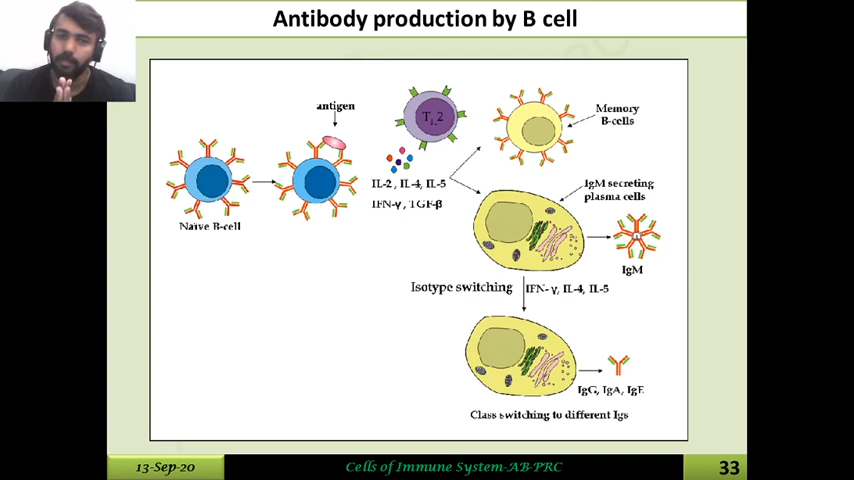 Antibody production by B cell
antigen
Naïve B-cell
TH2
IL-2 , IL-4, IL-5
IFN-γ , TGF-β
Memory
B-cells
IgM secreting
plasma cells
IgM
Isotype switching
IFN- γ, IL-4, IL-5
IgG, IgA, IgE
Class switching to different Igs
13-Sep-20
Cells of Immune System-AB-PRC
33